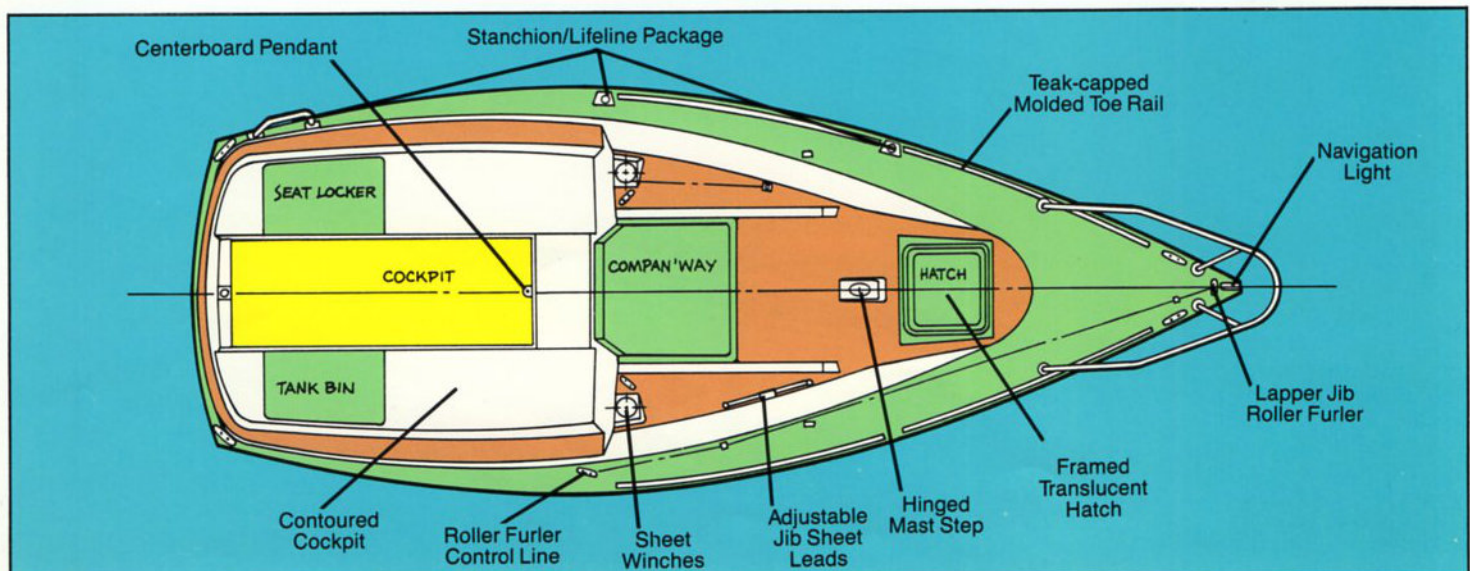 Centerboard Pendant
Stanchion/Lifeline Package
Teak-capped
Molded Toe Rail
Navigation
Light
SEAT LOCKER
COCKPIT
COMPAN'WAY
HATCH
TANK BIN
Lapper Jib
Roller Furler
Framed
Translucent
Hatch
Hinged
Mast Step
Adjustable
Jib Sheet
Leads
Sheet
Winches
Roller Furler
Control Line
Contoured
Cockpit